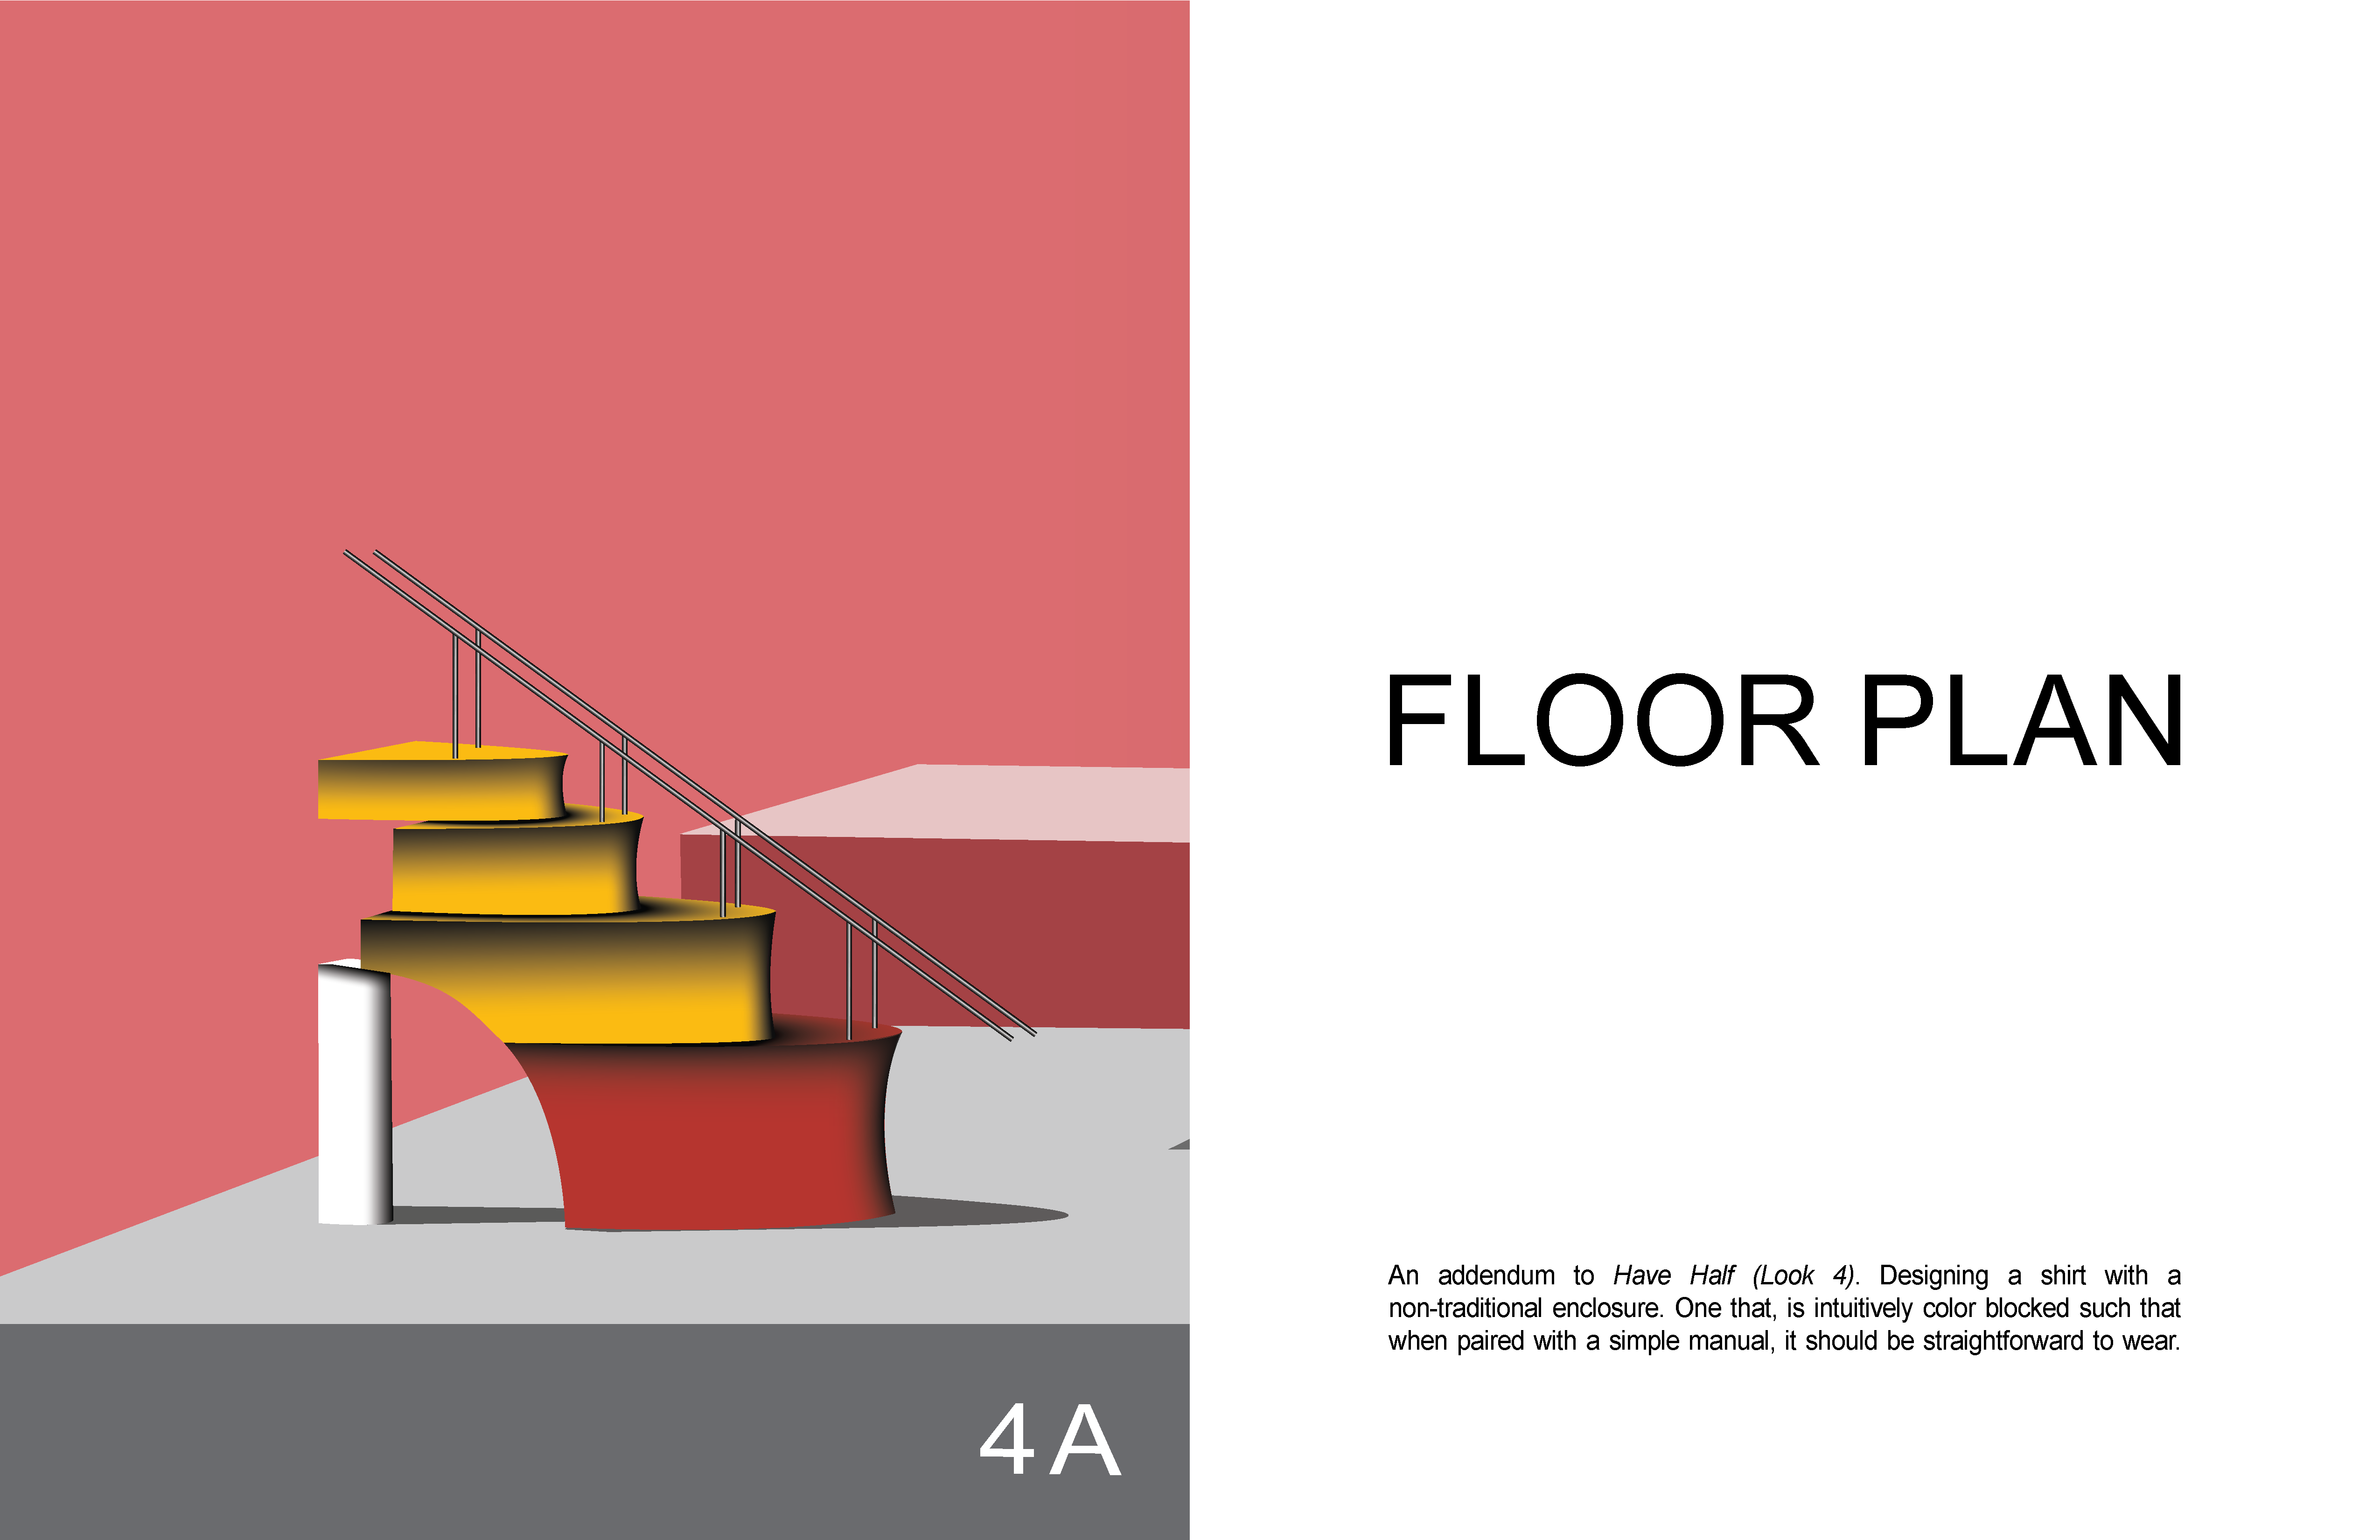 4A
FLOOR PLAN
An addendum to Have Half (Look 4). Designing a shirt with a
non-traditional enclosure. One that, is intuitively color blocked such that
when paired with a simple manual, it should be straightforward to wear.